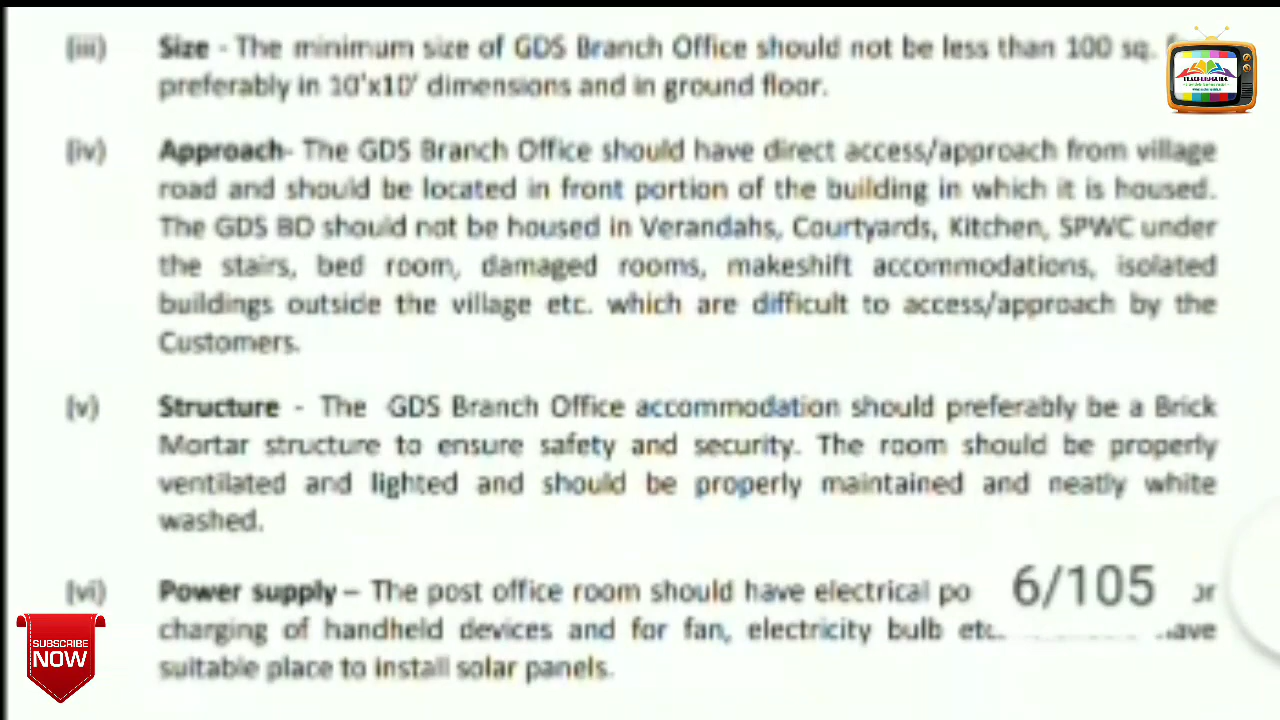 (iii) Size - The minimum size of GDS Branch Office should not be less than 100 sq.
preferably in 10'x10' dimensions and in ground floor.
(iv) Approach- The GDS Branch Office should have direct access/approach from village
road and should be located in front portion of the building in which it is housed.
The GDS BO should not be housed in Verandahs, Courtyards, Kitchen, SPWC under
the stairs, bed room, damaged rooms, makeshift accommodations, isolated
buildings outside the village etc. which are difficult to access/approach by the
Customers.
(v) Structure - The GDS Branch Office accommodation should preferably be a Brick
Mortar structure to ensure safety and security. The room should be properly
ventilated and lighted and should be properly maintained and neatly white
washed.
(vi) Power supply – The post office room should have electrical
6/105
charging of handheld devices and for fan, electricity bulb etc.
suitable place to install solar panels.
SUBSCRIBE
NOW